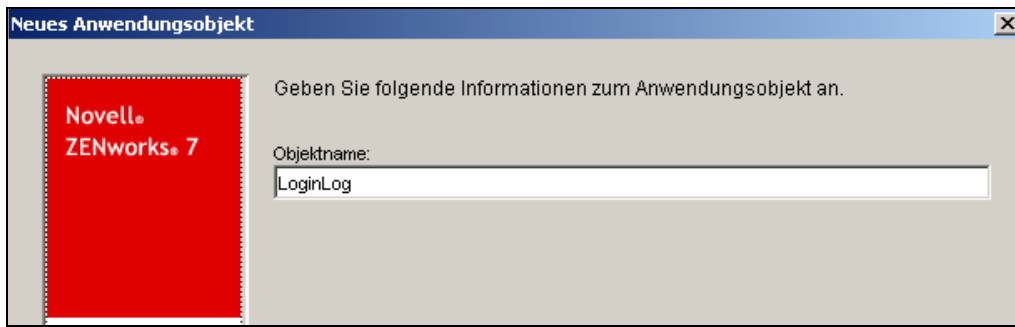 Neues Anwendungsobjekt
Novell®
ZENworks® 7
Geben Sie folgende Informationen zum Anwendungsobjekt an.
Objektname:
LoginLog